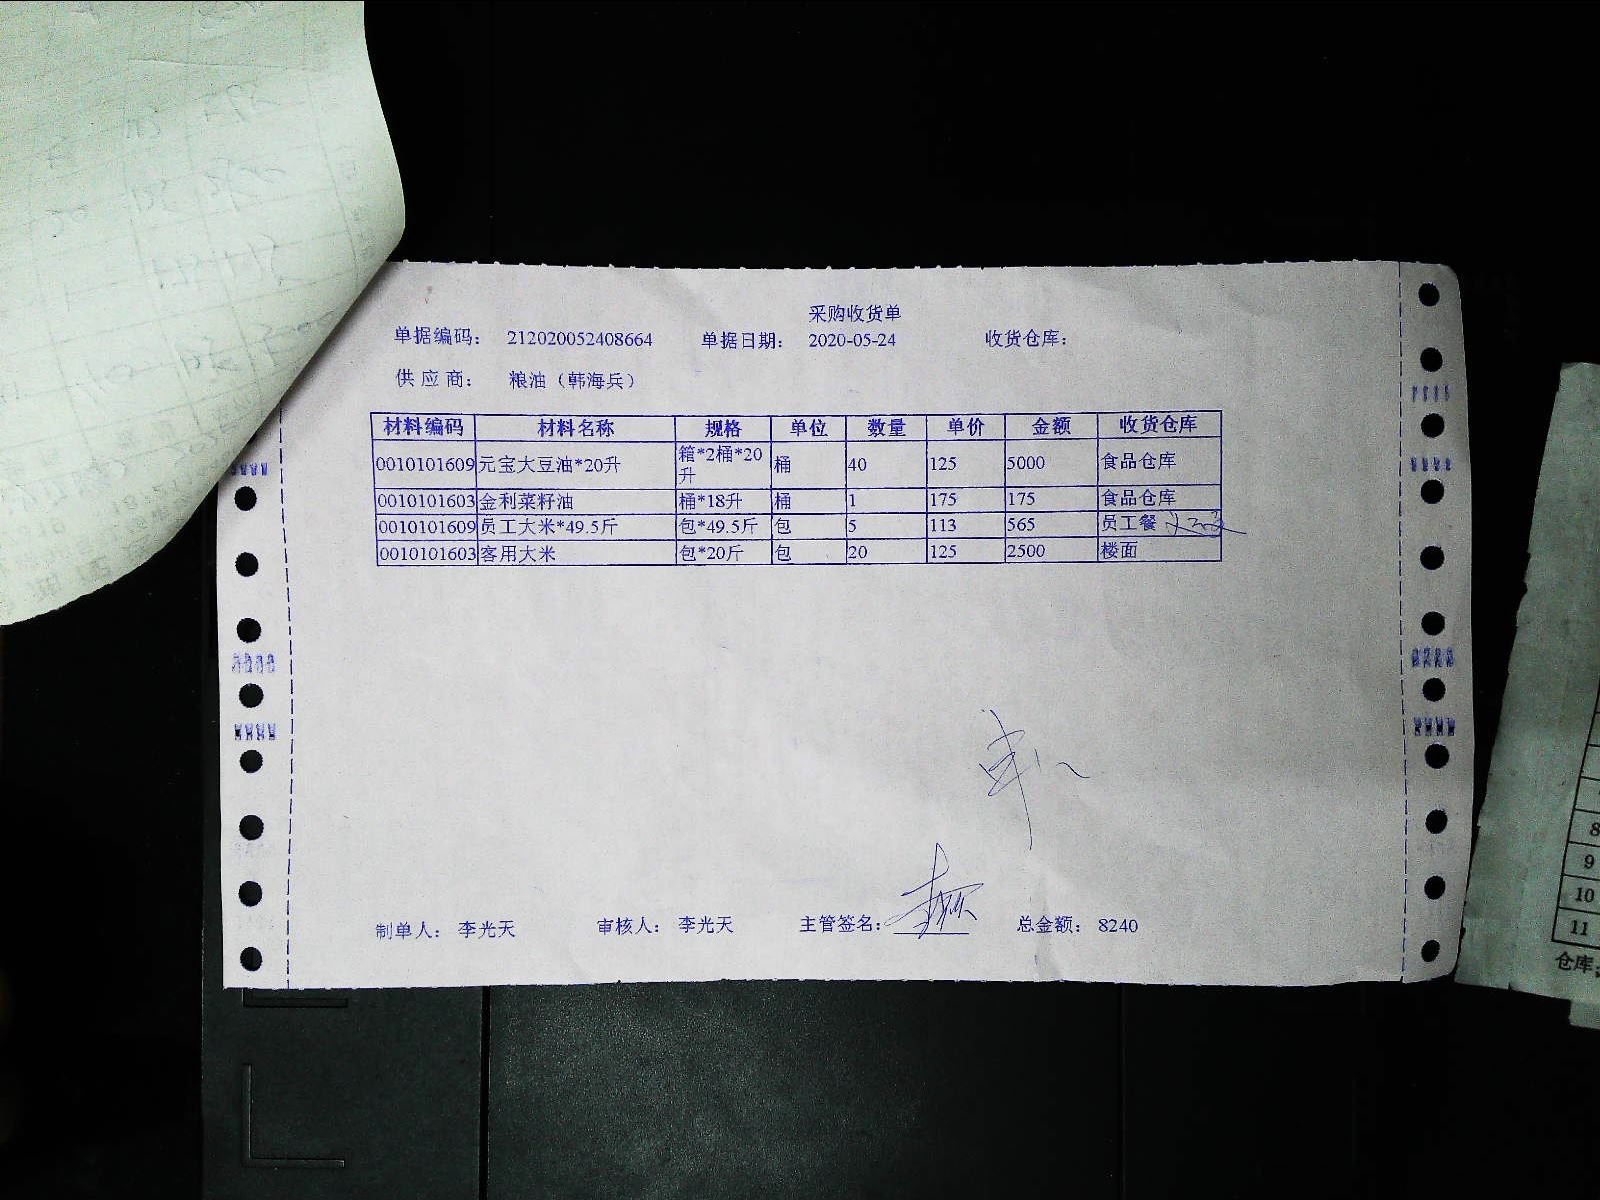 采购收货单
单据编码： 212020052408664 单据日期： 2020-05-24 收货仓库：
供 应 商： 粮油（韩海兵）
材料编码 材料名称 规格 单位 数量 单价 金额 收货仓库
0010101609 元宝大豆油*20升 箱*2桶*20升 桶 40 125 5000 食品仓库
0010101603 金利菜籽油 桶*18升 桶 1 175 175 食品仓库
0010101609 员工大米*49.5斤 包*49.5斤 包 5 113 565 员工餐
0010101603 客用大米 包*20斤 包 20 125 2500 楼面
制单人： 李光天 审核人： 李光天 主管签名： 总金额： 8240
8
9
10
11
仓库: